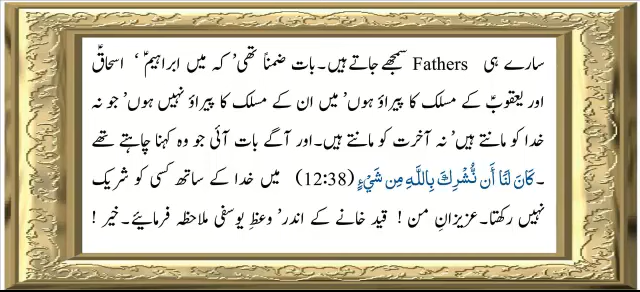 سارے ہی Fathers سمجھے جاتے ہیں۔بات ضمناً تھی’ کہ میں ابراہیمؑ ‘ اسحاقؑ
اور یعقوبؑ کے مسلک کا پیراؤ ہوں’ میں ان کے مسلک کا پیراؤ نہیں ہوں’ جو نہ
خدا کو مانتے ہیں’ نہ آخرت کو مانتے ہیں۔اور آگے بات آئی جو وہ کہنا چاہتے تھے
۔ كَانَ لَنَا أَن نُّشْرِكَ بِاللَّهِ مِن شَيْءٍ (12:38) میں خدا کے ساتھ کسی کو شریک
نہیں رکھتا۔عزیزانِ من ! قید خانے کے اندر’ وعظِ یوسفی ملاحظہ فرمائیے۔خیر !